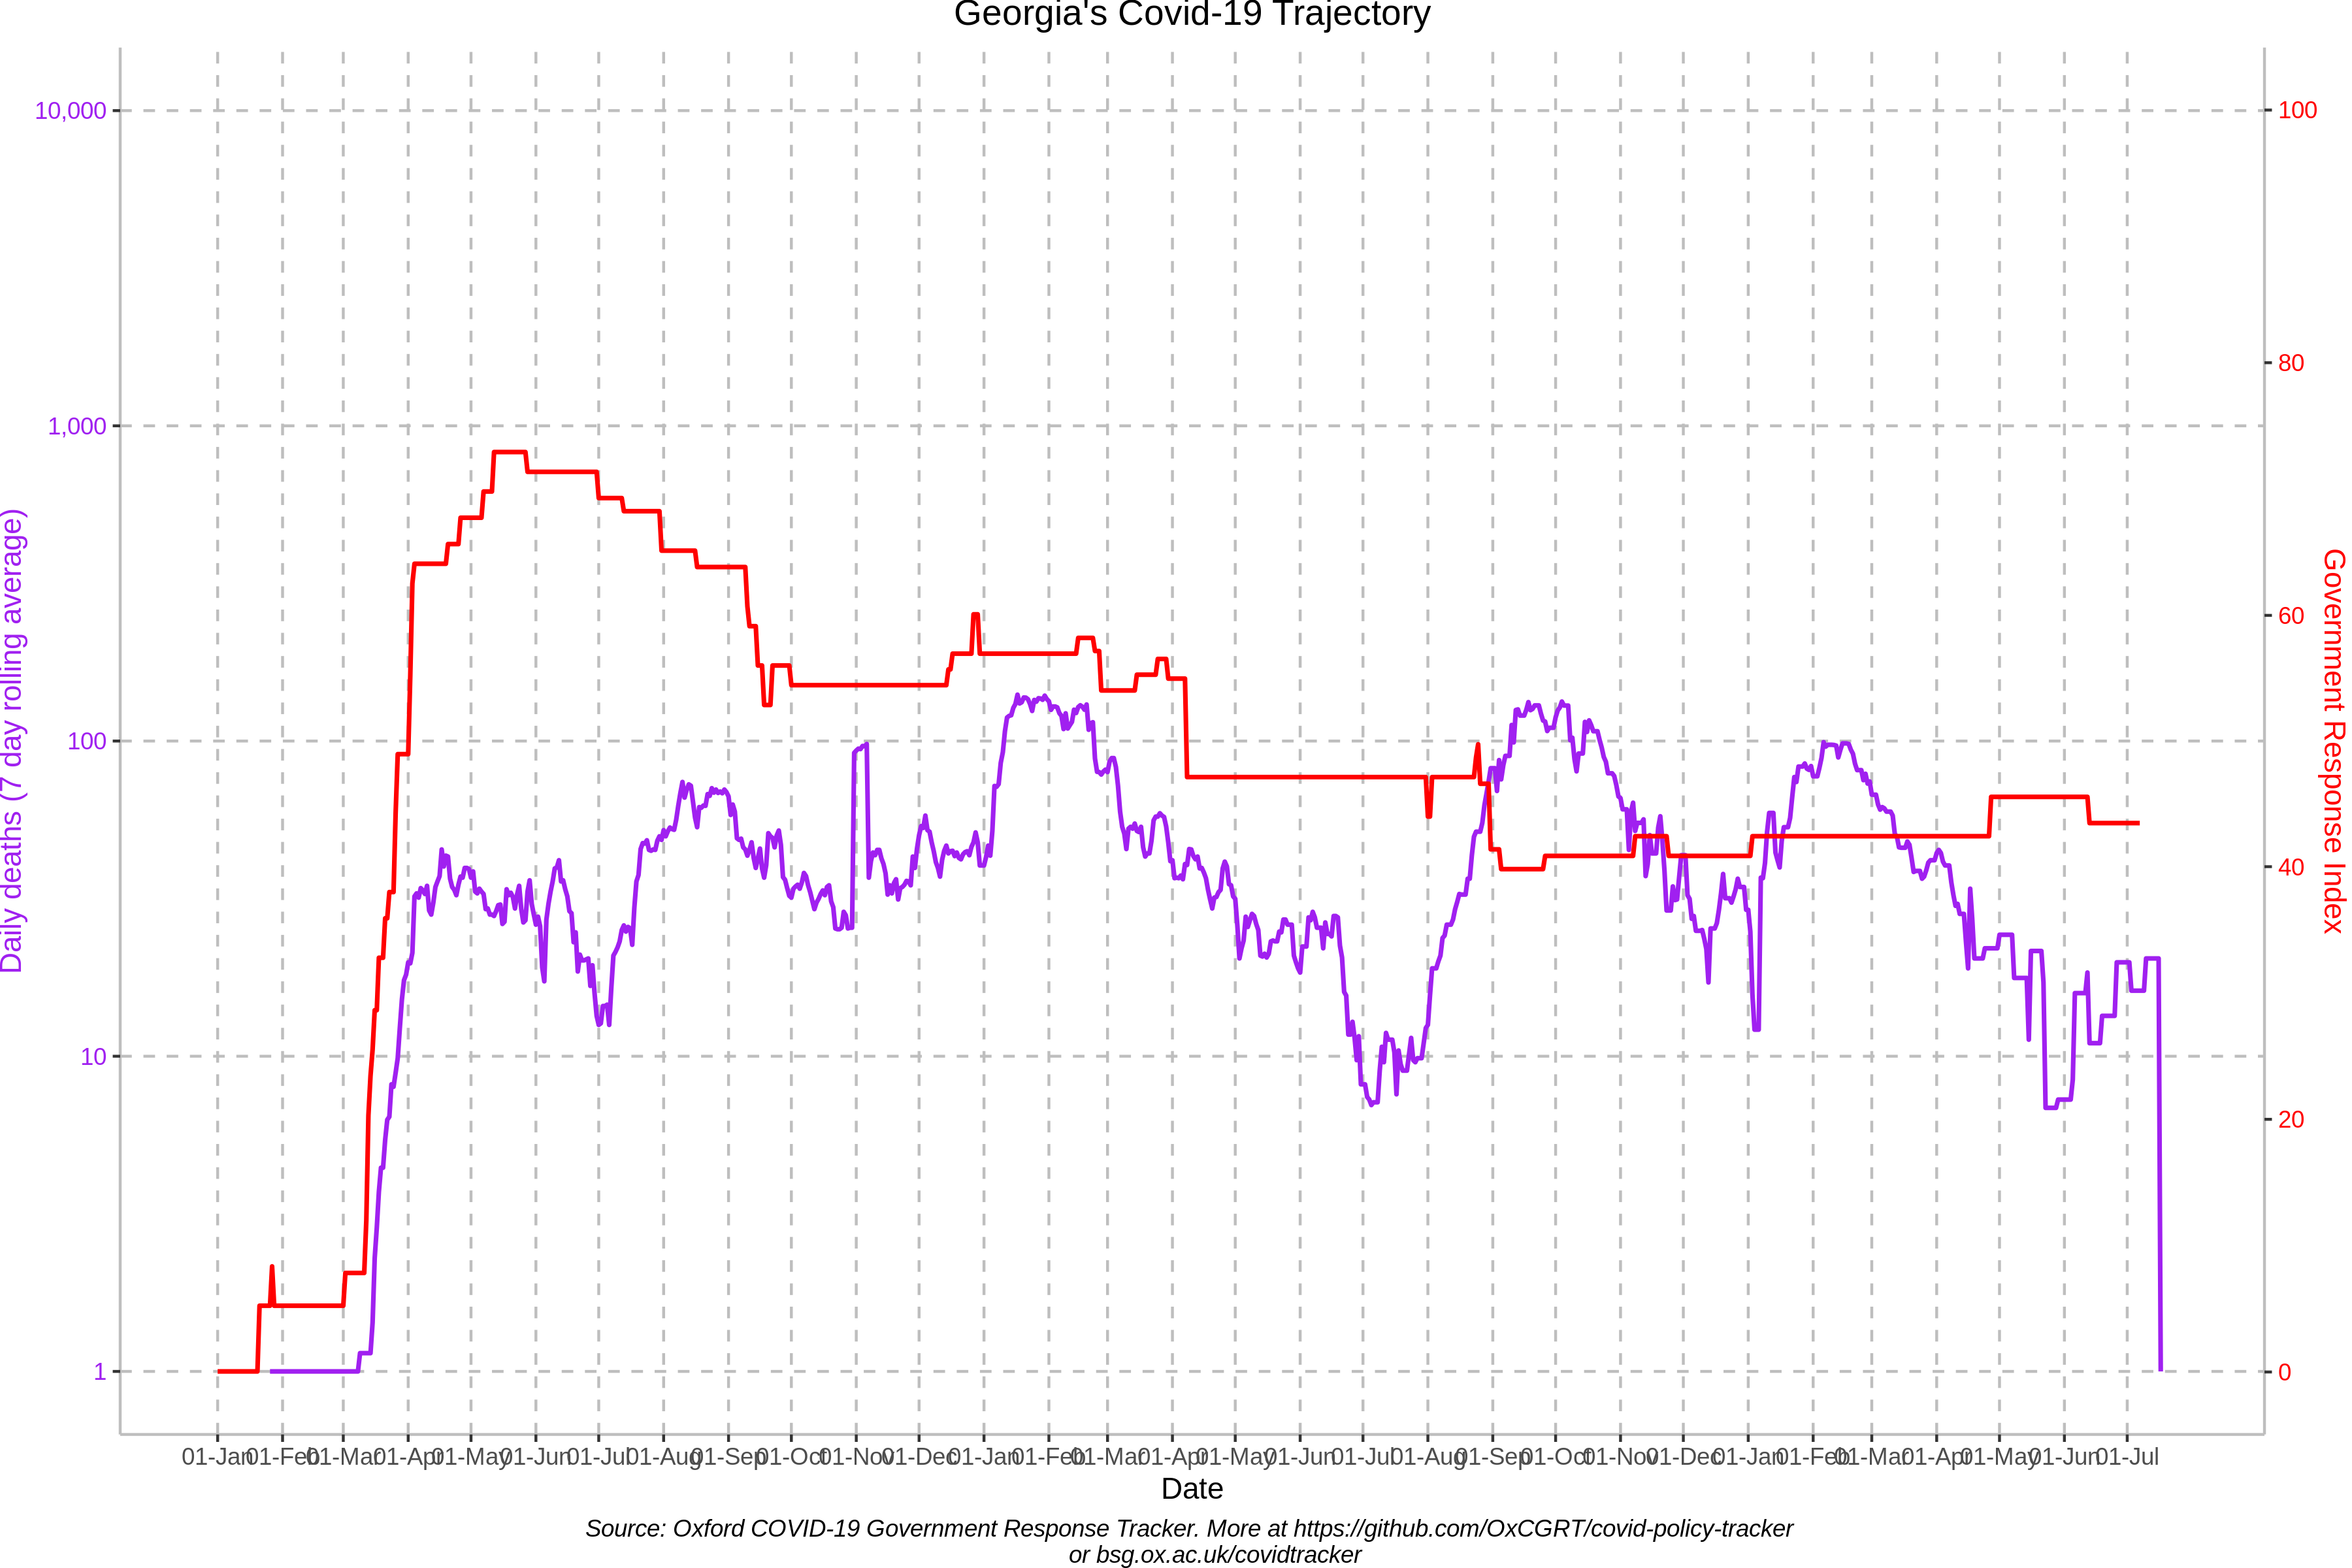 Georgia's Covid-19 Trajectory
10,000
1,000
100
10
1
Daily deaths (7 day rolling average)
100
80
60
40
20
0
Government Response Index
01-Jan 01-Feb 01-Mar 01-Apr 01-May 01-Jun 01-Jul 01-Aug 01-Sep 01-Oct 01-Nov 01-Dec 01-Jan 01-Feb 01-Mar 01-Apr 01-May 01-Jun 01-Jul 01-Aug 01-Sep 01-Oct 01-Nov 01-Dec 01-Jan 01-Feb 01-Mar 01-Apr 01-May 01-Jun 01-Jul
Date
Source: Oxford COVID-19 Government Response Tracker. More at https://github.com/OxCGRT/covid-policy-tracker
or bsg.ox.ac.uk/covidtracker